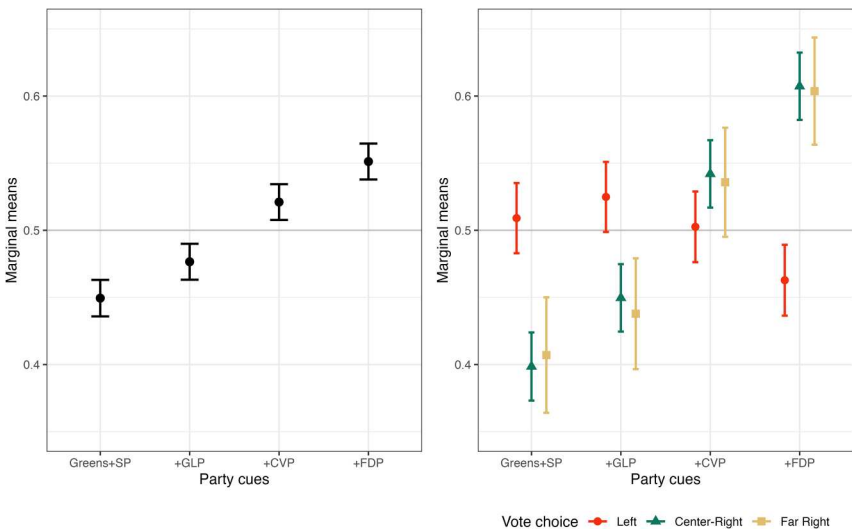 Marginal means
0.6
0.5
0.4
Greens+SP +GLP +CVP +FDP
Party cues
Marginal means
0.6
0.5
0.4
Greens+SP +GLP +CVP +FDP
Party cues
Vote choice Left Center-Right Far Right